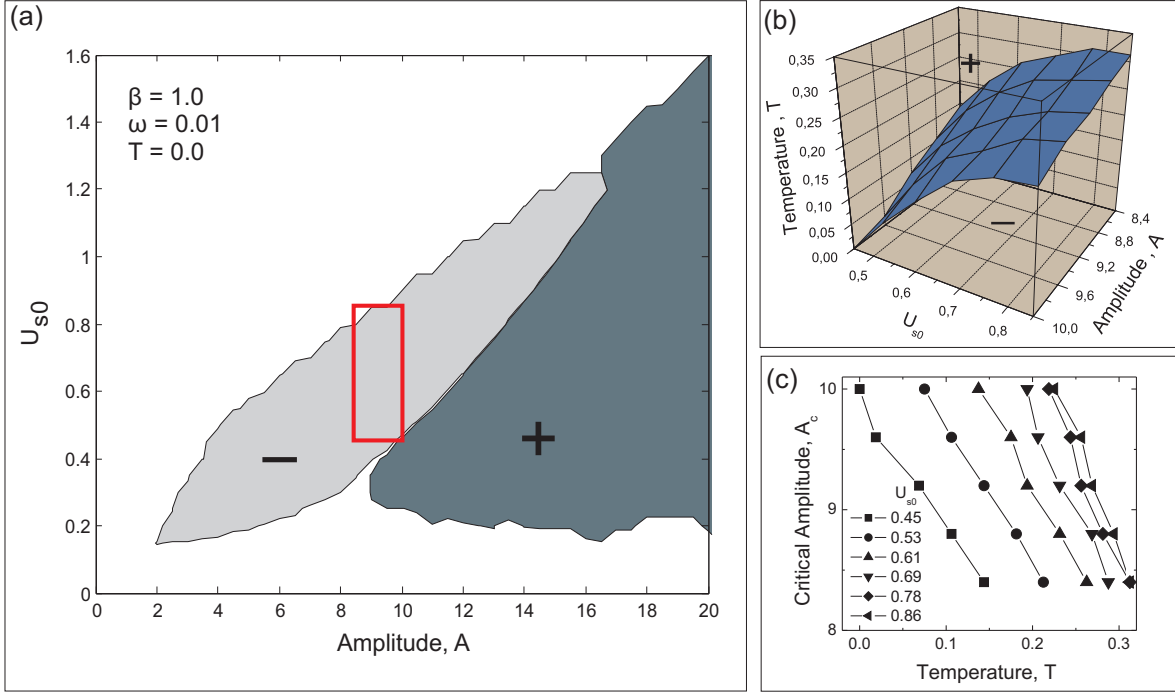 (a)
1.6
1.4
1.2
1
0.8
0.6
0.4
0.2
0
U_s0
β = 1.0
ω = 0.01
T = 0.0
−
+
0 2 4 6 8 10 12 14 16 18 20
Amplitude, A
(b)
0,35
0,30
0,25
0,20
0,15
0,10
0,05
0,00
Temperature , T
+
−
0,5 0,6 0,7 0,8
U_s0
8,4
8,8
9,2
9,6
10,0
Amplitude , A
(c)
10
9
8
Critical Amplitude, A_c
U_s0
0.45
0.53
0.61
0.69
0.78
0.86
0.0 0.1 0.2 0.3
Temperature, T